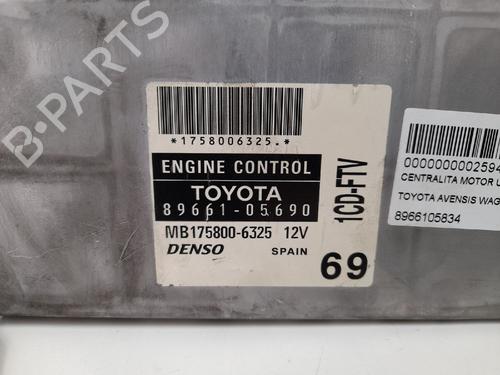 *1758006325.*
ENGINE CONTROL
TOYOTA
89661-05690
MB175800-6325 12V
DENSO SPAIN
1CD-FTV
69
0000000002594
CENTRALITA MOTOR U
TOYOTA AVENSIS WAG
8966105834
B-Parts